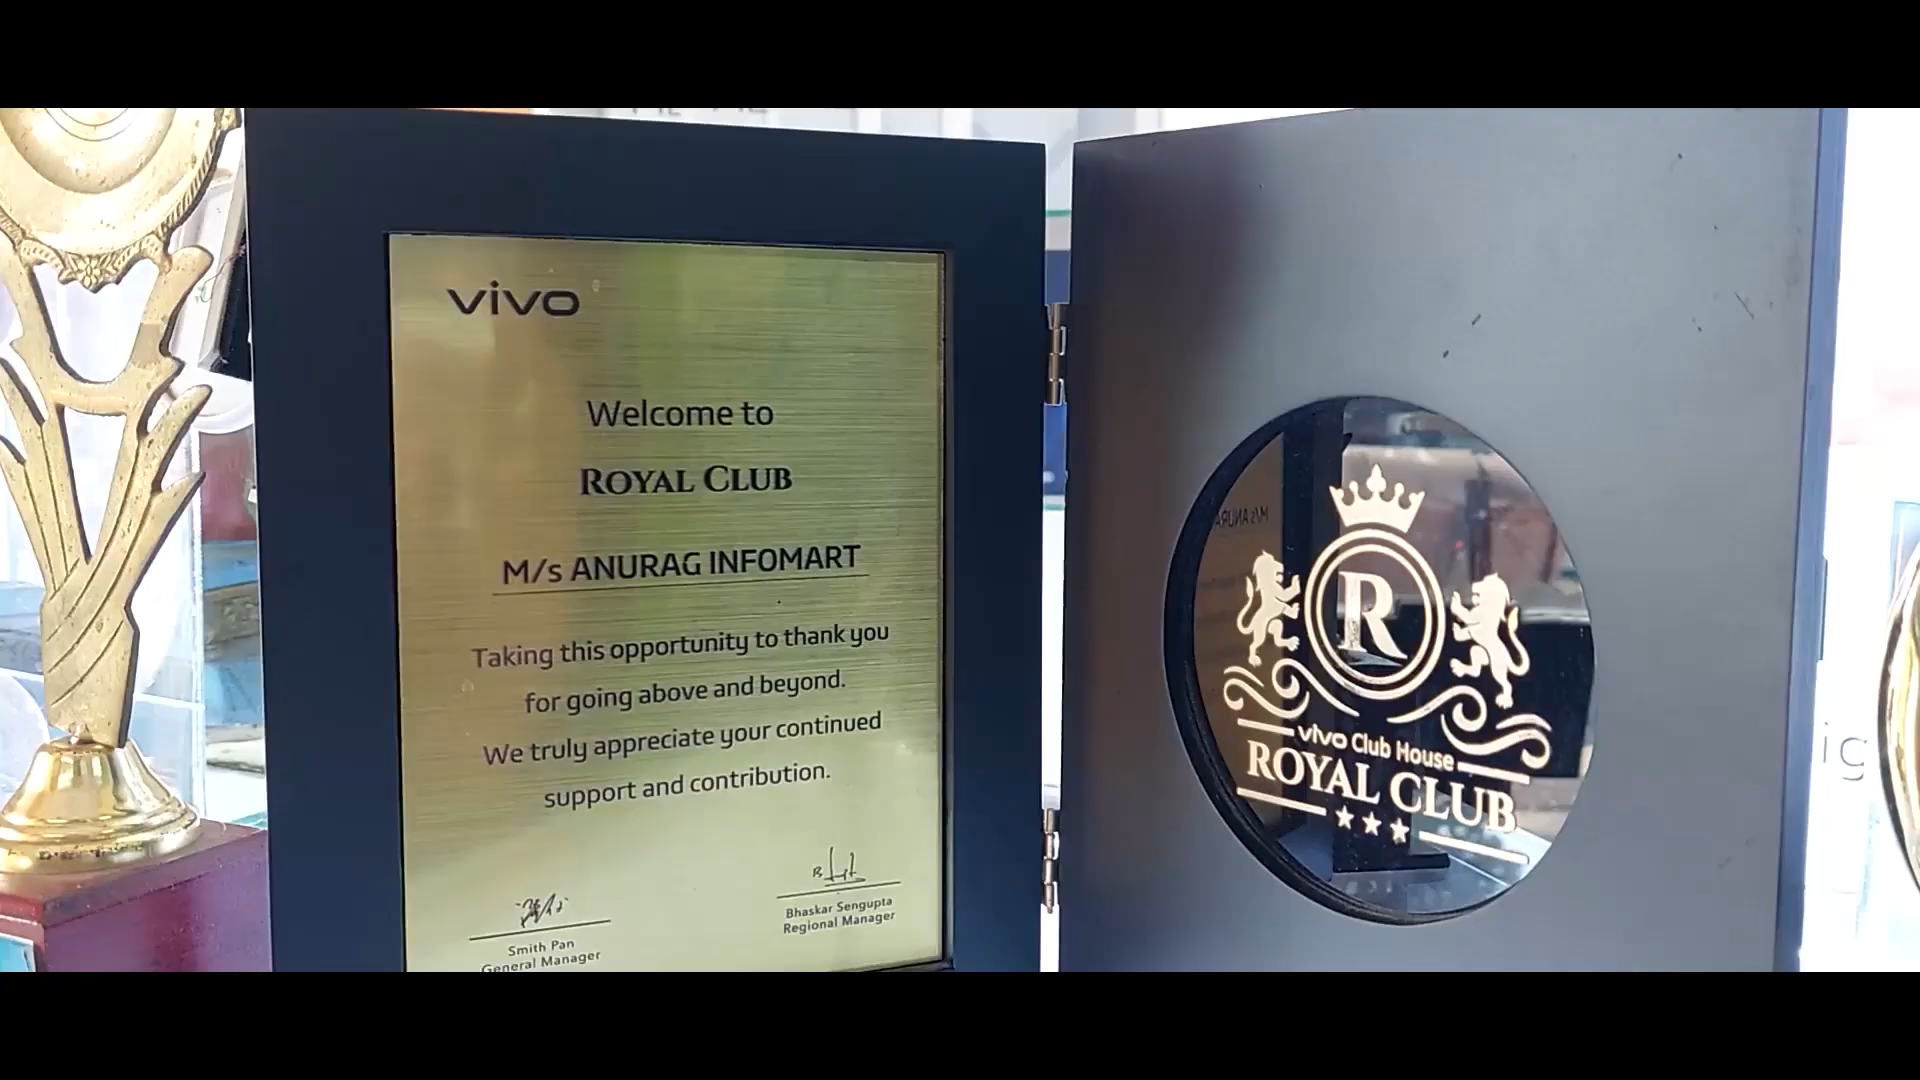 vivo
Welcome to
ROYAL CLUB
M/s ANURAG INFOMART
Taking this opportunity to thank you
for going above and beyond.
We truly appreciate your continued
support and contribution.
Smith Pan
General Manager
Bhaskar Sengupta
Regional Manager
R
vivo Club House
ROYAL CLUB
ig